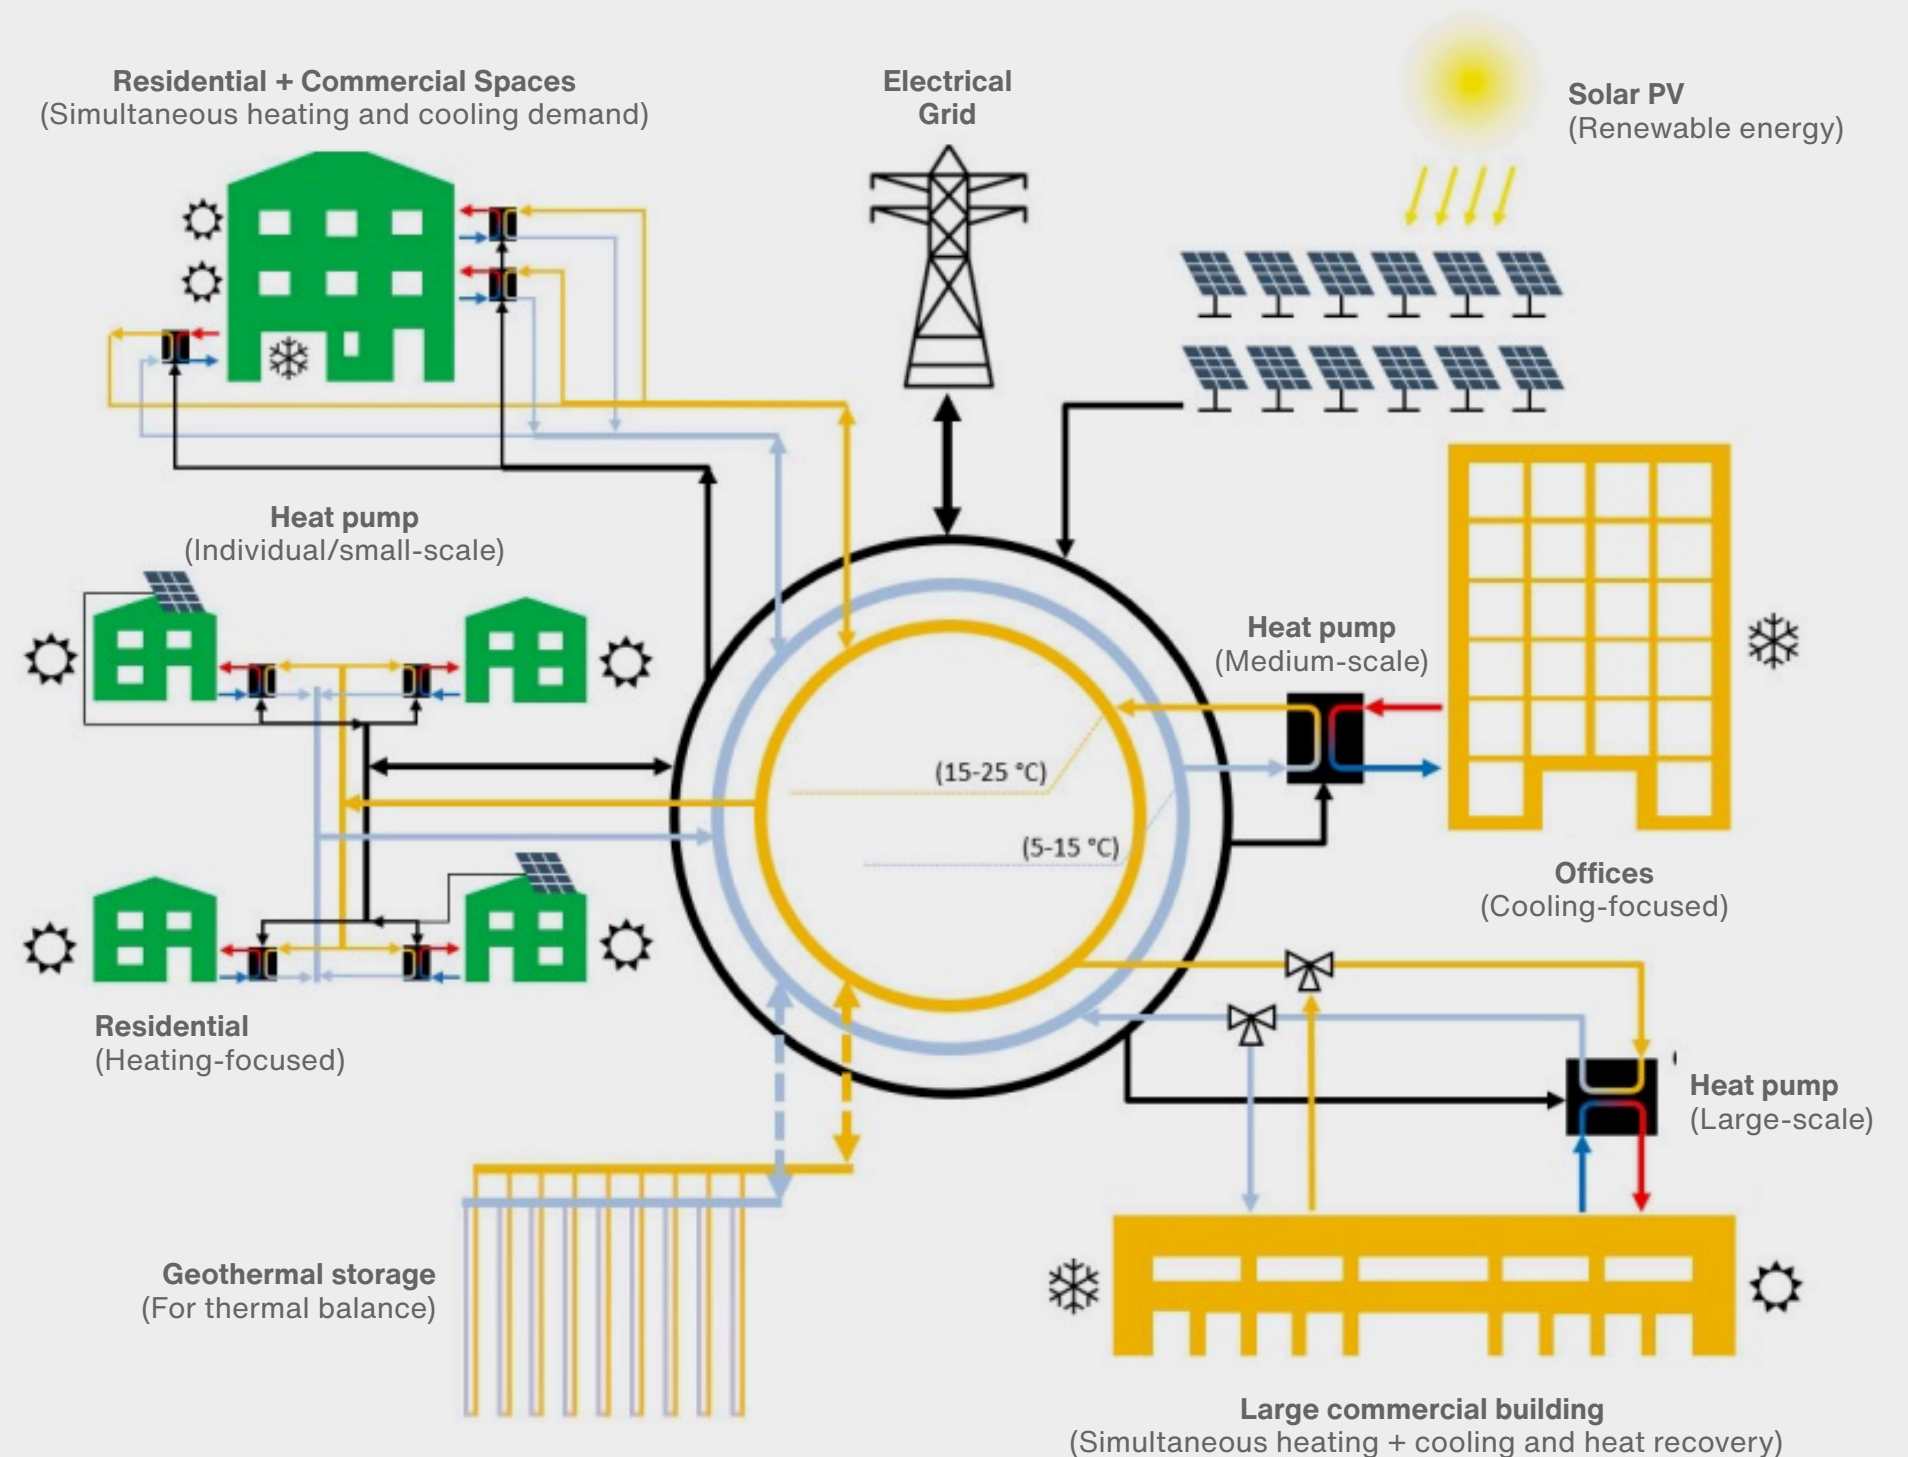 Residential + Commercial Spaces
(Simultaneous heating and cooling demand)
Electrical
Grid
Solar PV
(Renewable energy)
Heat pump
(Individual/small-scale)
Heat pump
(Medium-scale)
(15-25 °C)
(5-15 °C)
Offices
(Cooling-focused)
Residential
(Heating-focused)
Heat pump
(Large-scale)
Geothermal storage
(For thermal balance)
Large commercial building
(Simultaneous heating + cooling and heat recovery)